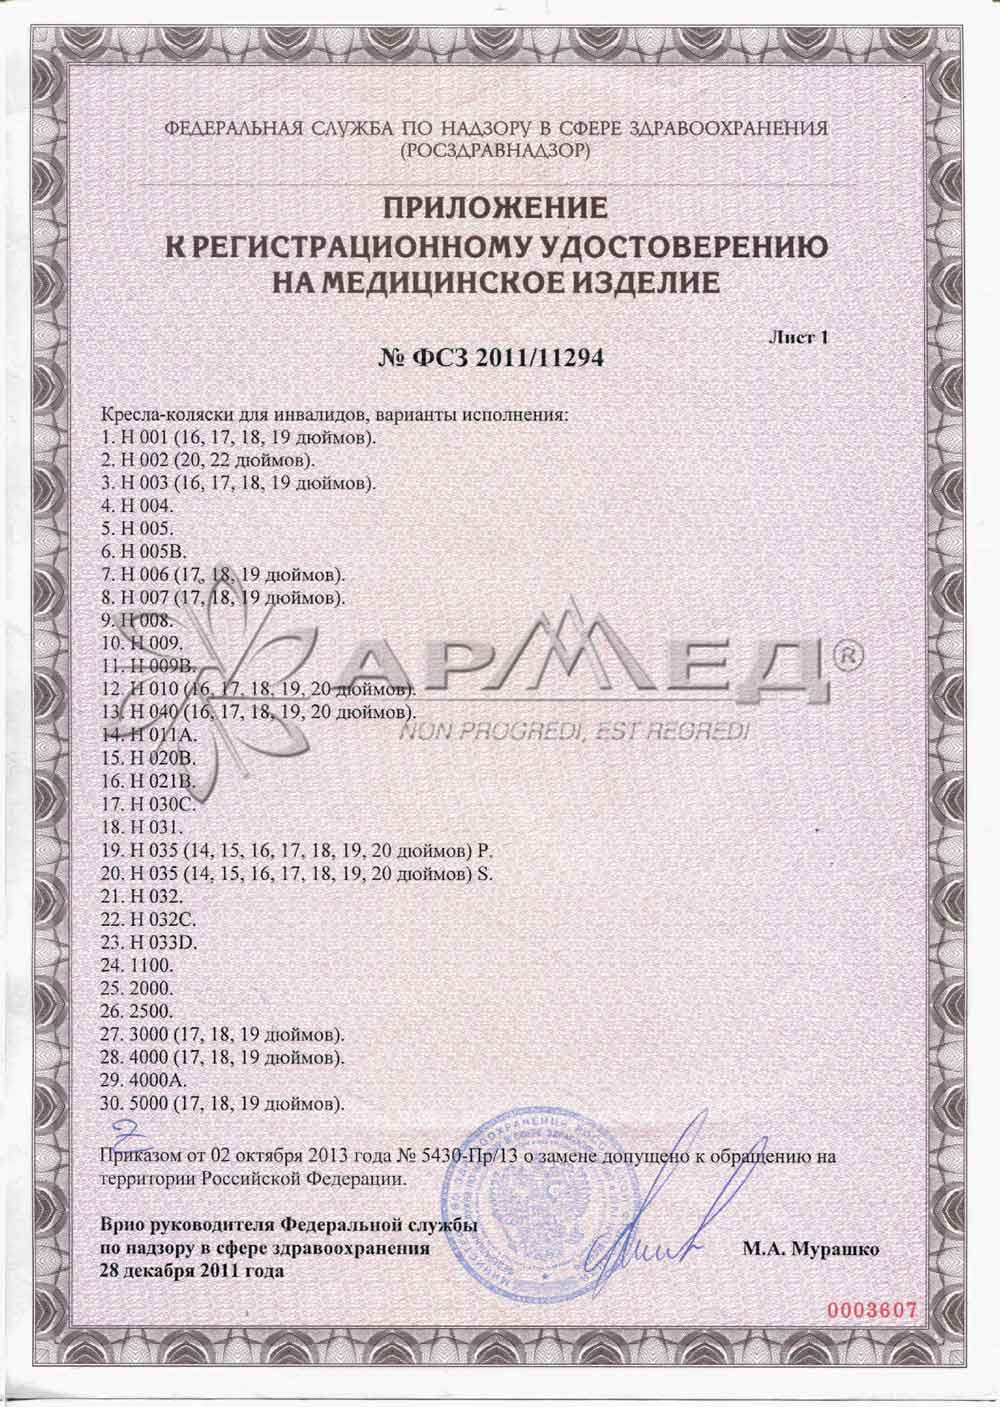 ФЕДЕРАЛЬНАЯ СЛУЖБА ПО НАДЗОРУ В СФЕРЕ ЗДРАВООХРАНЕНИЯ
(РОСЗДРАВНАДЗОР)
ПРИЛОЖЕНИЕ
К РЕГИСТРАЦИОННОМУ УДОСТОВЕРЕНИЮ
НА МЕДИЦИНСКОЕ ИЗДЕЛИЕ
Лист 1
№ ФСЗ 2011/11294
Кресла-коляски для инвалидов, варианты исполнения:
1. Н 001 (16, 17, 18, 19 дюймов).
2. Н 002 (20, 22 дюймов).
3. Н 003 (16, 17, 18, 19 дюймов).
4. Н 004.
5. Н 005.
6. Н 005В.
7. Н 006 (17, 18, 19 дюймов).
8. Н 007 (17, 18, 19 дюймов).
9. Н 008.
10. Н 009.
11. Н 009В.
12. Н 010 (16, 17, 18, 19, 20 дюймов).
13. Н 040 (16, 17, 18, 19, 20 дюймов).
14. Н 011А.
15. Н 020В.
16. Н 021В.
17. Н 030С.
18. Н 031.
19. Н 035 (14, 15, 16, 17, 18, 19, 20 дюймов) Р.
20. Н 035 (14, 15, 16, 17, 18, 19, 20 дюймов) S.
21. Н 032.
22. Н 032С.
23. Н 033D.
24. 1100.
25. 2000.
26. 2500.
27. 3000 (17, 18, 19 дюймов).
28. 4000 (17, 18, 19 дюймов).
29. 4000А.
30. 5000 (17, 18, 19 дюймов).
АРМЕД®
NON PROGREDI, EST REGREDI
Приказом от 02 октября 2013 года № 5430-Пр/13 о замене допущено к обращению на
территории Российской Федерации.
Врио руководителя Федеральной службы
по надзору в сфере здравоохранения
28 декабря 2011 года
М.А. Мурашко
0003607